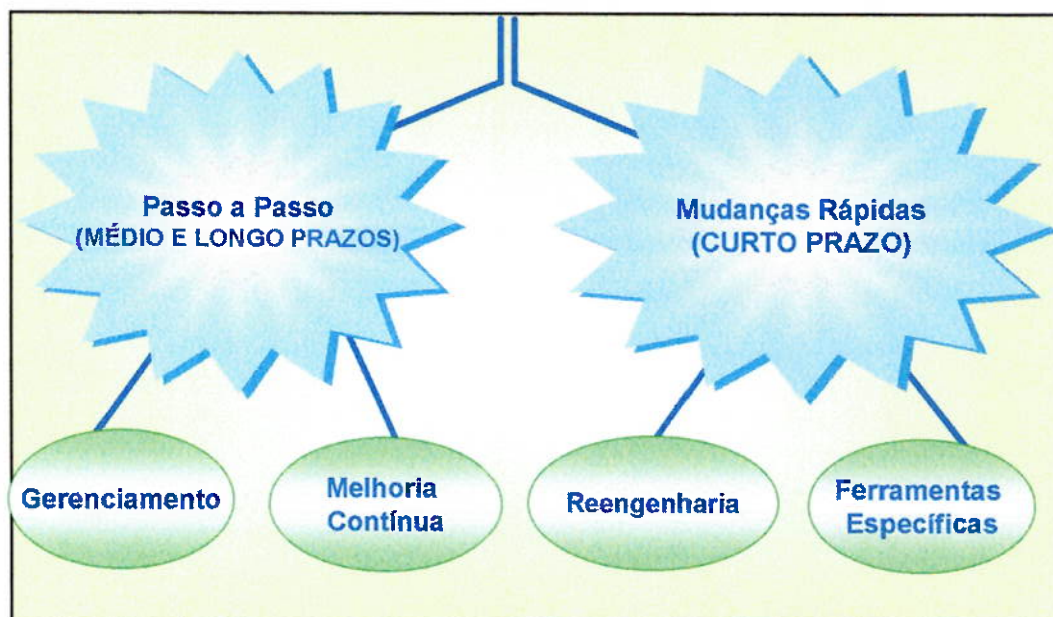 Passo a Passo
(MÉDIO E LONGO PRAZOS)
Mudanças Rápidas
(CURTO PRAZO)
Gerenciamento
Melhoria
Contínua
Reengenharia
Ferramentas
Específicas